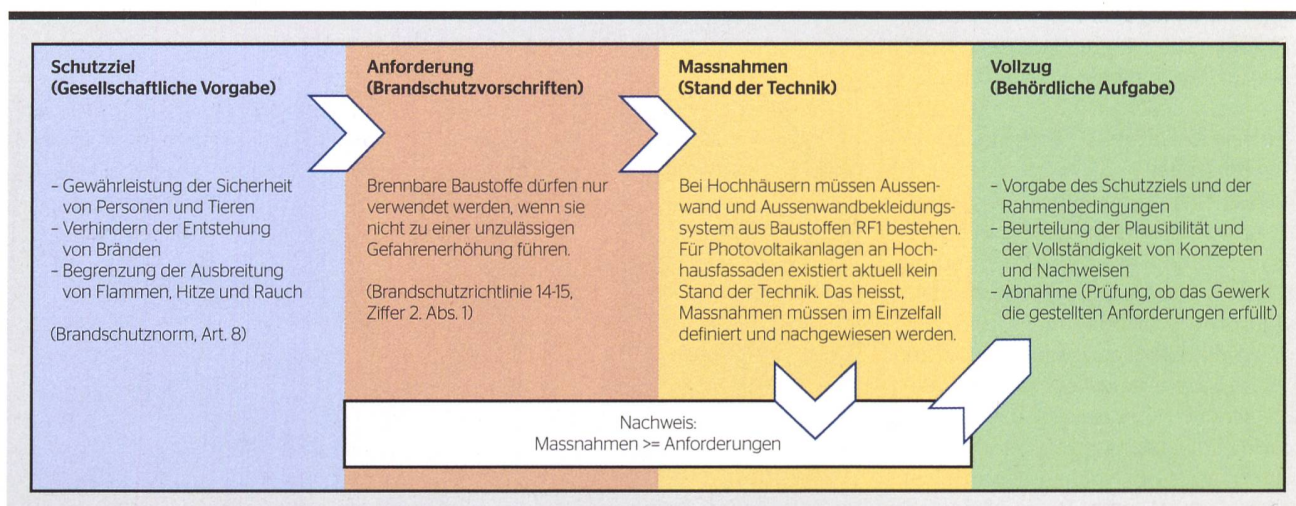 Schutzziel
(Gesellschaftliche Vorgabe)
– Gewährleistung der Sicherheit
von Personen und Tieren
– Verhindern der Entstehung
von Bränden
– Begrenzung der Ausbreitung
von Flammen, Hitze und Rauch
(Brandschutznorm, Art. 8)
Anforderung
(Brandschutzvorschriften)
Brennbare Baustoffe dürfen nur
verwendet werden, wenn sie
nicht zu einer unzulässigen
Gefahrenerhöhung führen.
(Brandschutzrichtlinie 14-15,
Ziffer 2. Abs. 1)
Massnahmen
(Stand der Technik)
Bei Hochhäusern müssen Aussen-
wand und Aussenwandbekleidungs-
system aus Baustoffen RF1 bestehen.
Für Photovoltaikanlagen an Hoch-
hausfassaden existiert aktuell kein
Stand der Technik. Das heisst,
Massnahmen müssen im Einzelfall
definiert und nachgewiesen werden.
Vollzug
(Behördliche Aufgabe)
– Vorgabe des Schutzziels und der
Rahmenbedingungen
– Beurteilung der Plausibilität und
der Vollständigkeit von Konzepten
und Nachweisen
– Abnahme (Prüfung, ob das Gewerk
die gestellten Anforderungen erfüllt)
Nachweis:
Massnahmen >= Anforderungen